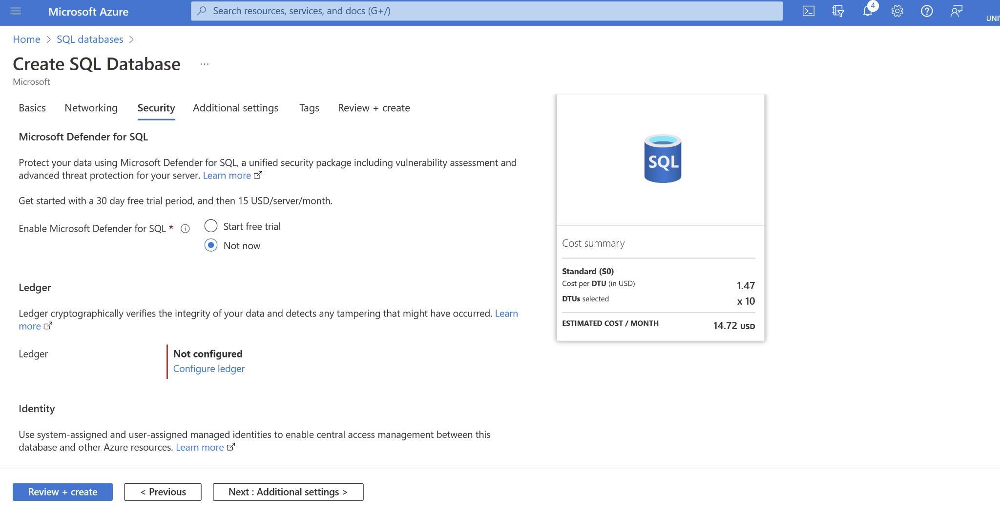 Microsoft Azure
Search resources, services, and docs (G+/)
4
UNI
Home > SQL databases >
Create SQL Database ...
Microsoft
Basics Networking Security Additional settings Tags Review + create
Microsoft Defender for SQL
Protect your data using Microsoft Defender for SQL, a unified security package including vulnerability assessment and
advanced threat protection for your server. Learn more
Get started with a 30 day free trial period, and then 15 USD/server/month.
Enable Microsoft Defender for SQL *
Start free trial
Not now
Ledger
Ledger cryptographically verifies the integrity of your data and detects any tampering that might have occurred. Learn
more
Ledger
Not configured
Configure ledger
Identity
Use system-assigned and user-assigned managed identities to enable central access management between this
database and other Azure resources. Learn more
SQL
Cost summary
Standard (S0)
Cost per DTU (in USD) 1.47
DTUs selected x 10
ESTIMATED COST / MONTH 14.72 USD
Review + create
< Previous
Next : Additional settings >